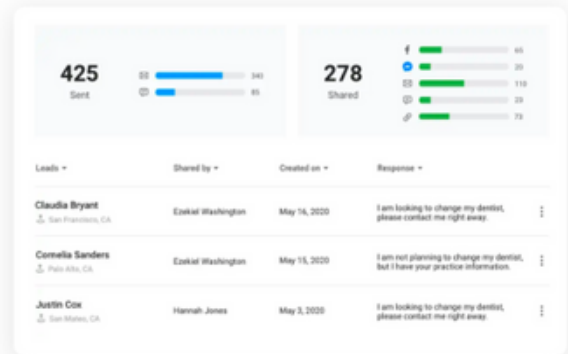 425
Sent
340
85
278
Shared
65
20
110
23
73
Leads
Shared by
Created on
Response
Claudia Bryant
San Francisco, CA
Ezekiel Washington
May 16, 2020
I am looking to change my dentist,
please contact me right away.
Cornelia Sanders
Palo Alto, CA
Ezekiel Washington
May 15, 2020
I am not planning to change my dentist,
but I have your practice information.
Justin Cox
San Mateo, CA
Hannah Jones
May 3, 2020
I am looking to change my dentist,
please contact me right away.